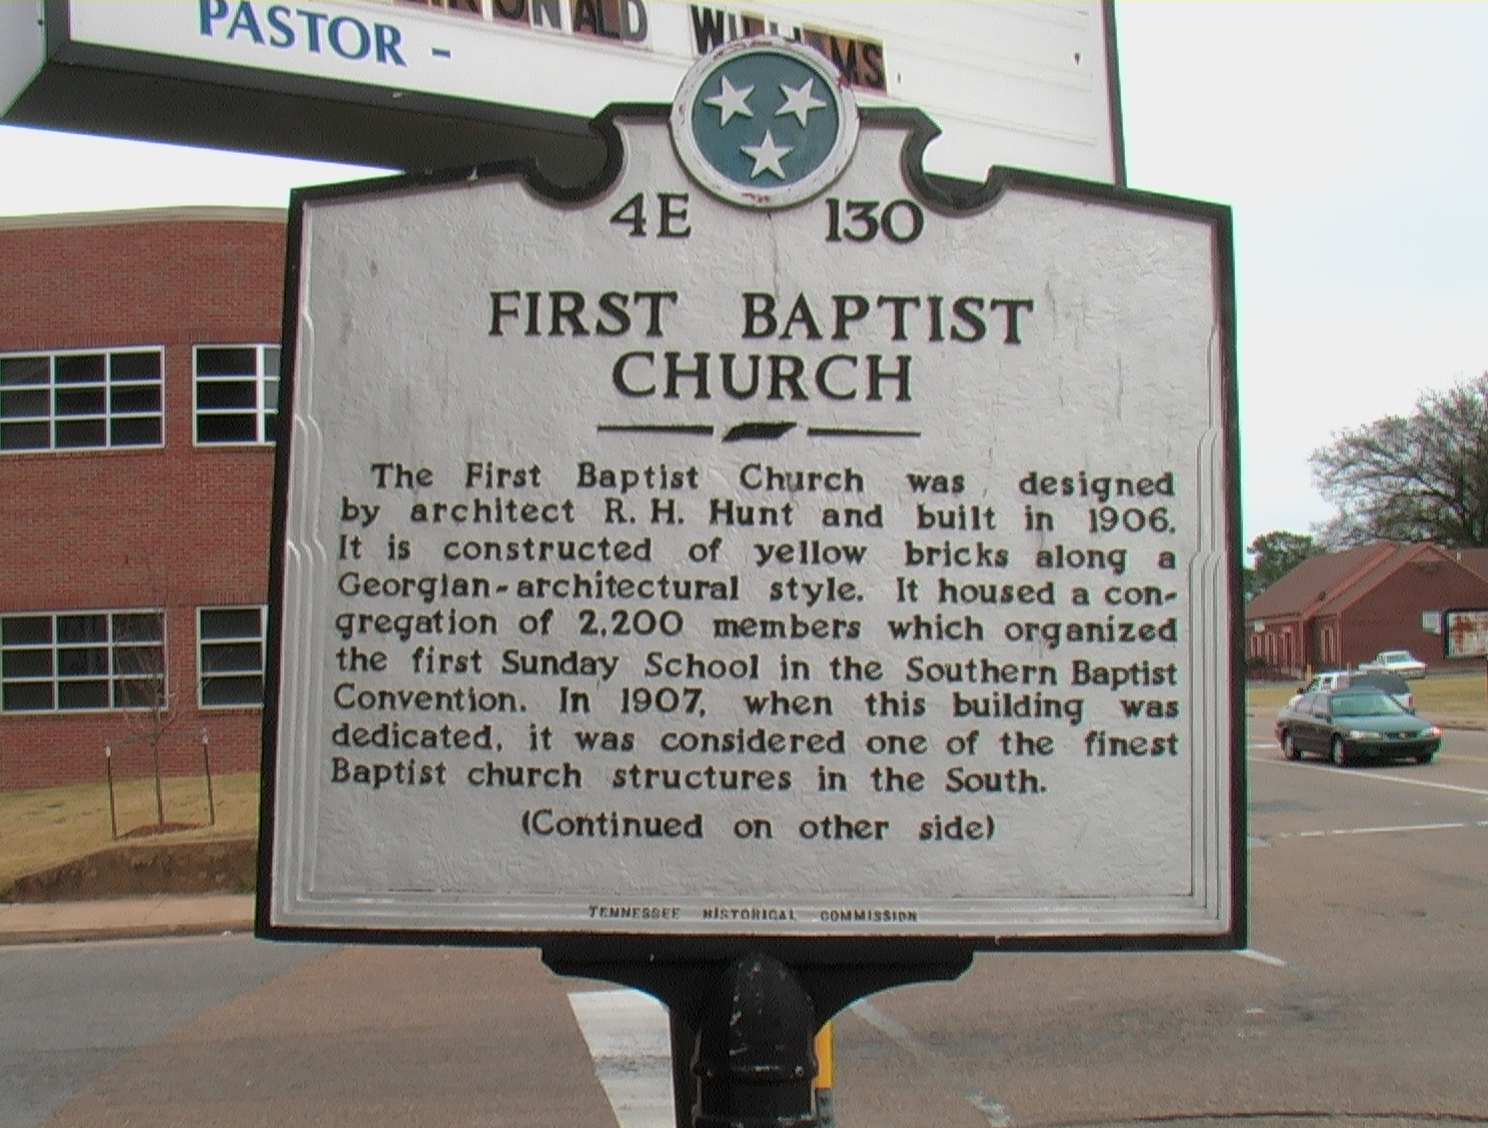 PASTOR -
4E 130
FIRST BAPTIST
CHURCH
The First Baptist Church was designed
by architect R. H. Hunt and built in 1906.
It is constructed of yellow bricks along a
Georgian-architectural style. It housed a con-
gregation of 2,200 members which organized
the first Sunday School in the Southern Baptist
Convention. In 1907, when this building was
dedicated, it was considered one of the finest
Baptist church structures in the South.
(Continued on other side)
TENNESSEE HISTORICAL COMMISSION